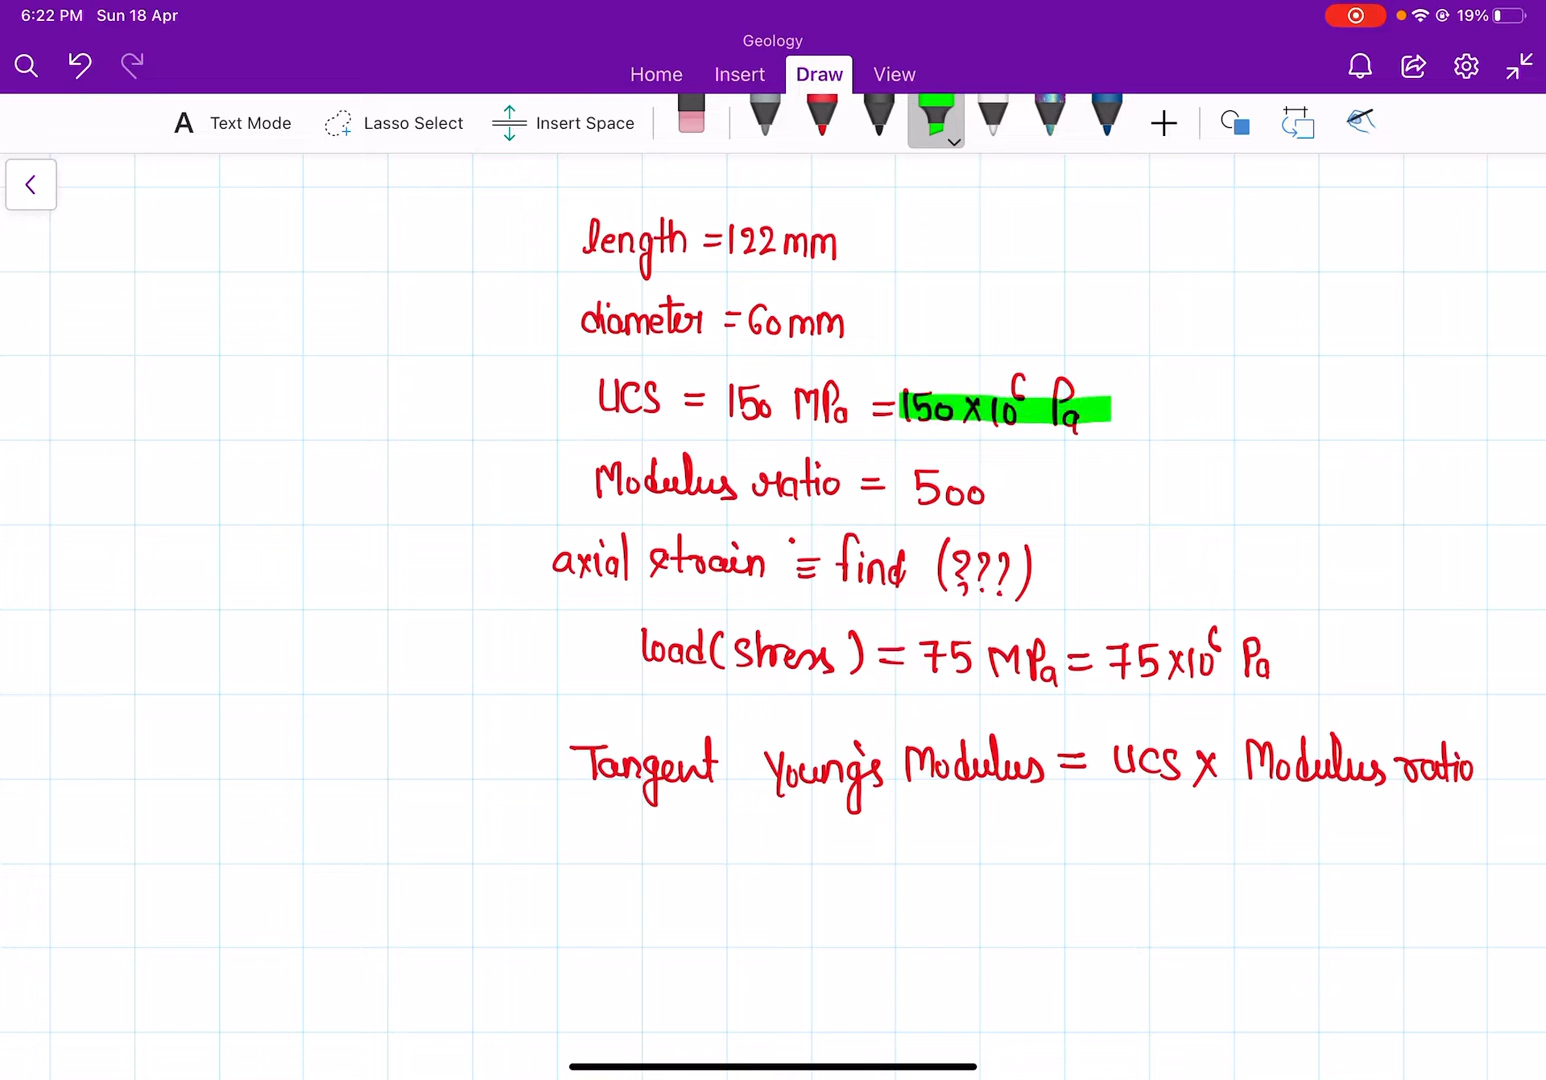 6:22 PM Sun 18 Apr
19%
Geology
Home Insert Draw View
A Text Mode Lasso Select Insert Space
length = 122 mm
diameter = 60 mm
UCS = 150 MPa = 150 × 10⁶ Pa
Modulus ratio = 500
axial strain = find (???)
load (stress) = 75 MPa = 75 × 10⁶ Pa
Tangent Young's Modulus = UCS × Modulus ratio